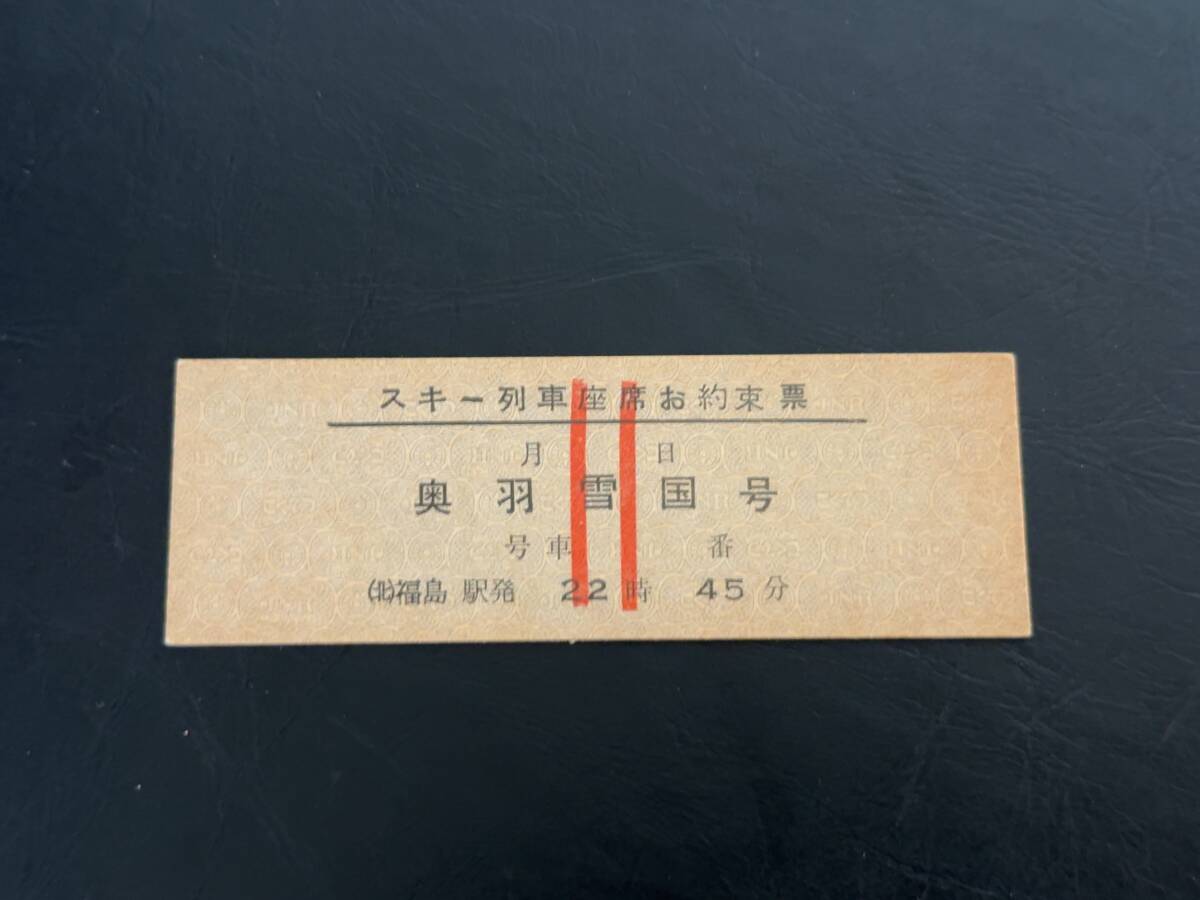 スキー列車座席お約束票
月 日
奥羽雪国号
号車 番
㈭福島 駅発 22時 45分